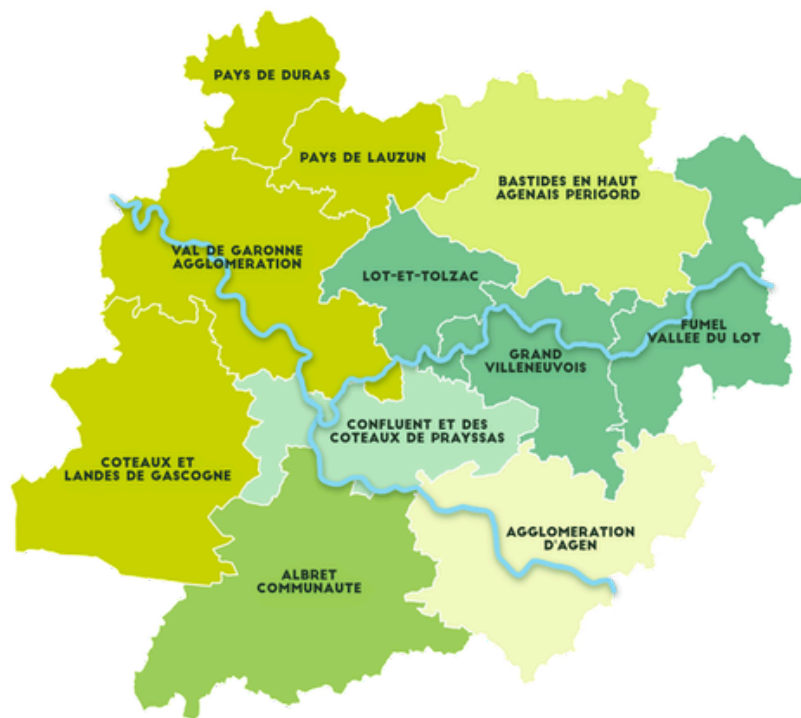 PAYS DE DURAS
PAYS DE LAUZUN
BASTIDES EN HAUT
AGENAIS PERIGORD
VAL DE GARONNE
AGGLOMERATION
LOT-ET-TOLZAC
FUMEL
VALLEE DU LOT
GRAND
VILLENEUVOIS
CONFLUENT ET DES
COTEAUX DE PRAYSSAS
COTEAUX ET
LANDES DE GASCOGNE
AGGLOMERATION
D'AGEN
ALBRET
COMMUNAUTE